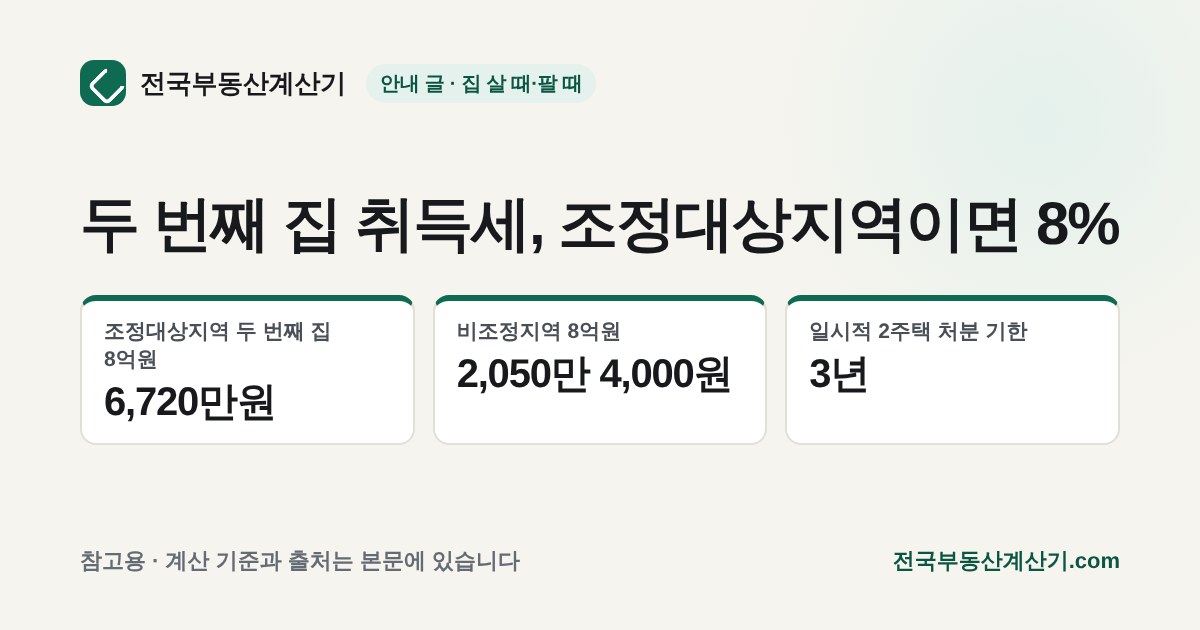 전국부동산계산기
안내 글 · 집 살 때·팔 때
두 번째 집 취득세, 조정대상지역이면 8%
조정대상지역 두 번째 집
8억원
6,720만원
비조정지역 8억원
2,050만 4,000원
일시적 2주택 처분 기한
3년
참고용 · 계산 기준과 출처는 본문에 있습니다
전국부동산계산기.com